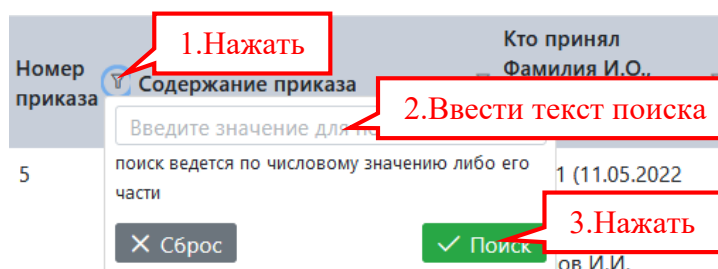 1.Нажать
Кто принял
Номер
Фамилия И.О.,
Содержание приказа
приказа
2.Ввести текст поиска
Введите значение для
поиск ведется по числовому значению либо его
5
1 (11.05.2022
части
3.Нажать
Сброс
Поиск
ов И.И.